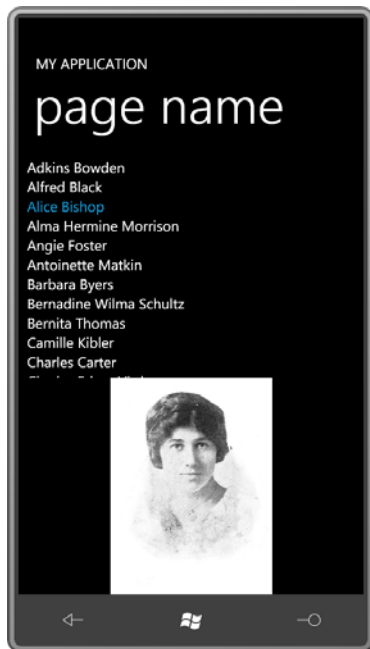 MY APPLICATION
page name
Adkins Bowden
Alfred Black
Alice Bishop
Alma Hermine Morrison
Angie Foster
Antoinette Matkin
Barbara Byers
Bernadine Wilma Schultz
Bernita Thomas
Camille Kibler
Charles Carter